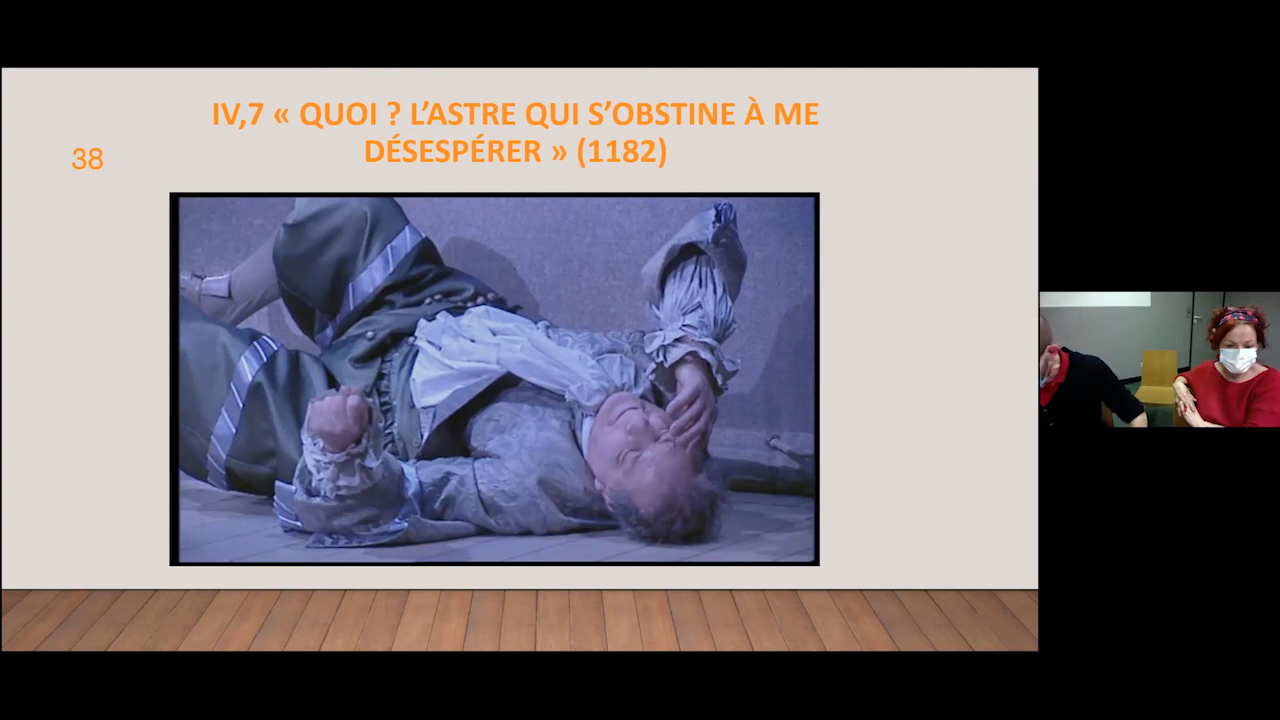 IV,7 « QUOI ? L’ASTRE QUI S’OBSTINE À ME
DÉSESPÉRER » (1182)
38